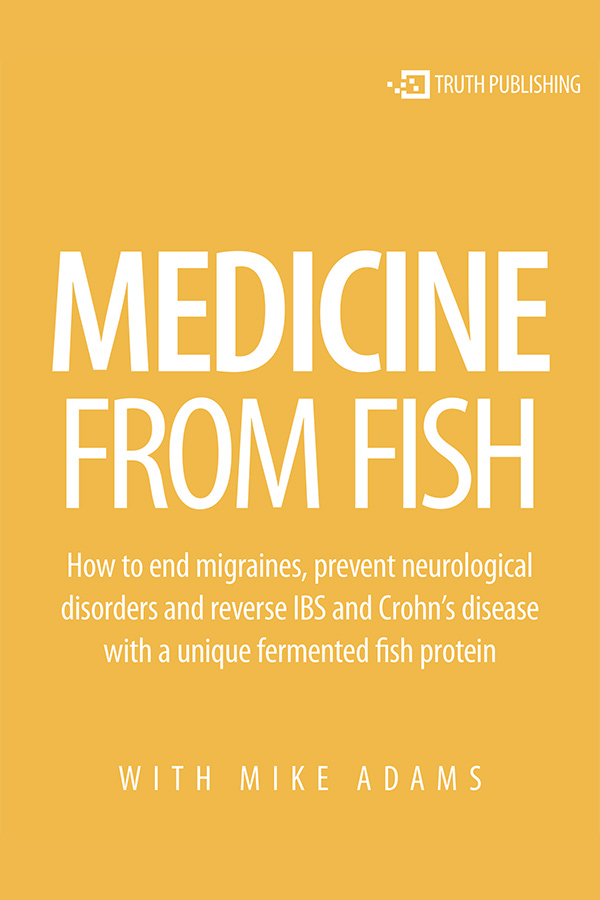 TRUTH PUBLISHING
MEDICINE
FROM FISH
How to end migraines, prevent neurological
disorders and reverse IBS and Crohn’s disease
with a unique fermented fish protein
WITH MIKE ADAMS